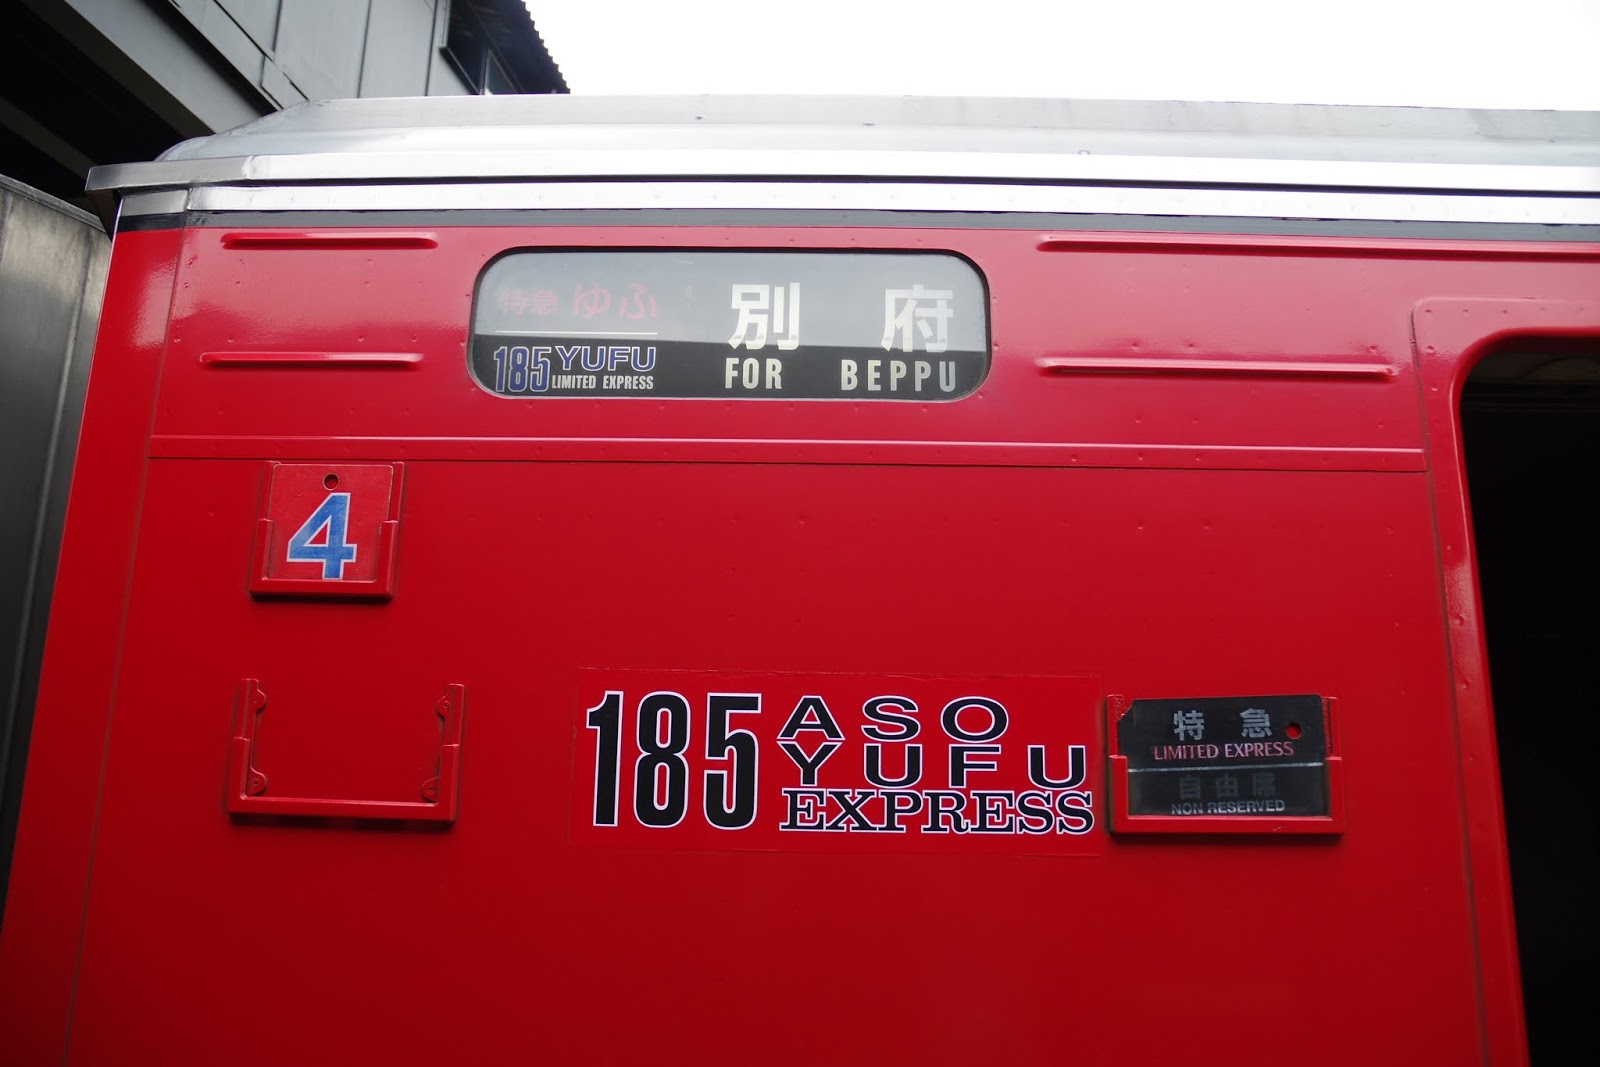 特急 ゆふ
185 YUFU
LIMITED EXPRESS
別府
FOR BEPPU
4
185 ASO
YUFU
EXPRESS
特急
LIMITED EXPRESS
自由席
NON RESERVED